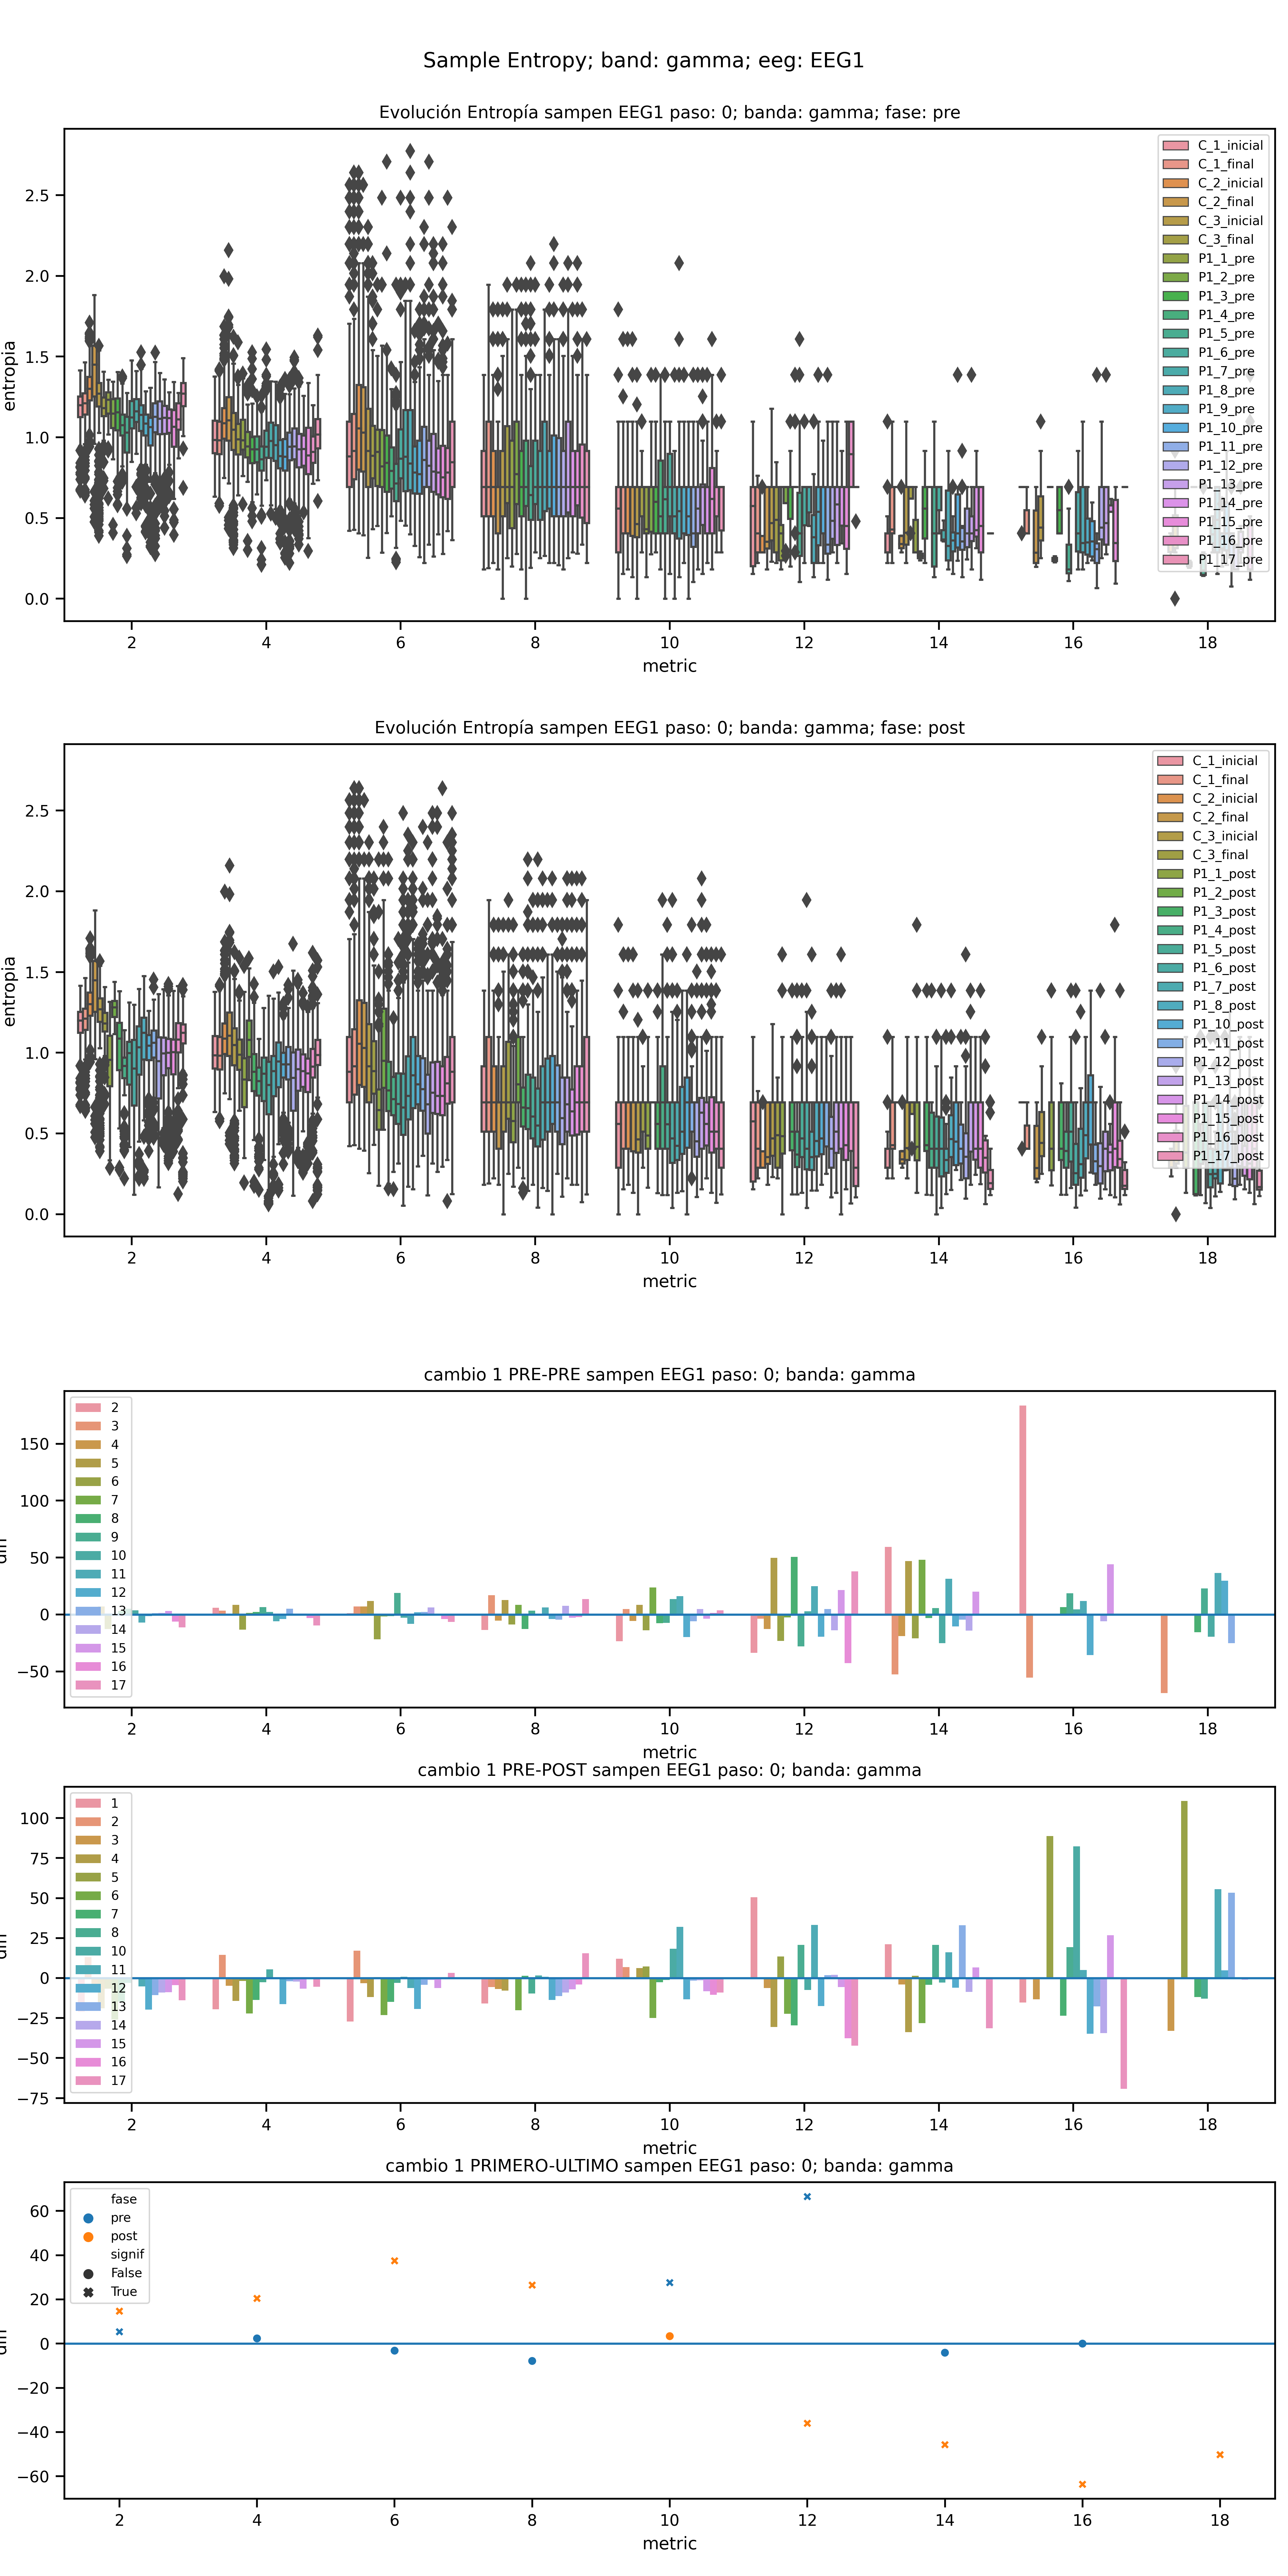 Sample Entropy; band: gamma; eeg: EEG1
Evolución Entropía sampen EEG1 paso: 0; banda: gamma; fase: pre
entropia
2.5
2.0
1.5
1.0
0.5
0.0
C_1_inicial
C_1_final
C_2_inicial
C_2_final
C_3_inicial
C_3_final
P1_1_pre
P1_2_pre
P1_3_pre
P1_4_pre
P1_5_pre
P1_6_pre
P1_7_pre
P1_8_pre
P1_9_pre
P1_10_pre
P1_11_pre
P1_12_pre
P1_13_pre
P1_14_pre
P1_15_pre
P1_16_pre
P1_17_pre
2 4 6 8 10 12 14 16 18
metric
Evolución Entropía sampen EEG1 paso: 0; banda: gamma; fase: post
entropia
2.5
2.0
1.5
1.0
0.5
0.0
C_1_inicial
C_1_final
C_2_inicial
C_2_final
C_3_inicial
C_3_final
P1_1_post
P1_2_post
P1_3_post
P1_4_post
P1_5_post
P1_6_post
P1_7_post
P1_8_post
P1_10_post
P1_11_post
P1_12_post
P1_13_post
P1_14_post
P1_15_post
P1_16_post
P1_17_post
2 4 6 8 10 12 14 16 18
metric
cambio 1 PRE-PRE sampen EEG1 paso: 0; banda: gamma
150
100
50
0
−50
2
3
4
5
6
7
8
9
10
11
12
13
14
15
16
17
2 4 6 8 10 12 14 16 18
metric
cambio 1 PRE-POST sampen EEG1 paso: 0; banda: gamma
100
75
50
25
0
−25
−50
−75
1
2
3
4
5
6
7
8
10
11
12
13
14
15
16
17
2 4 6 8 10 12 14 16 18
metric
cambio 1 PRIMERO-ULTIMO sampen EEG1 paso: 0; banda: gamma
60
40
20
0
−20
−40
−60
fase
pre
post
signif
False
True
2 4 6 8 10 12 14 16 18
metric